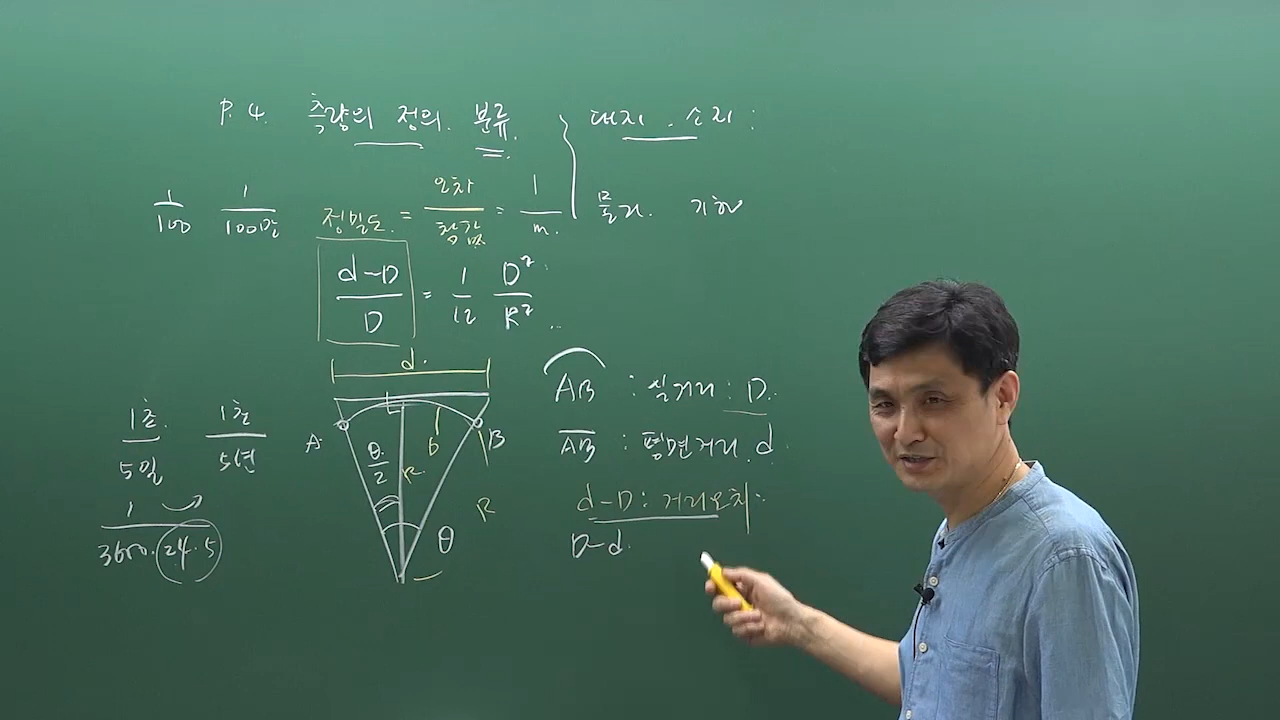 P. 4. 측량의 정의. 분류.
대지 . 소지 :
물리. 기하
1/100 1/100만 정밀도. = 오차/참값 = 1/m.
d-D/D = 1/12 D²/R²
d.
A B
θ/2 R 6
R
θ
AB : 실거리 : D.
AB : 평면거리. d.
d-D : 거리오차.
D-d.
1초./5일 1초/5년
1/3600.24.5